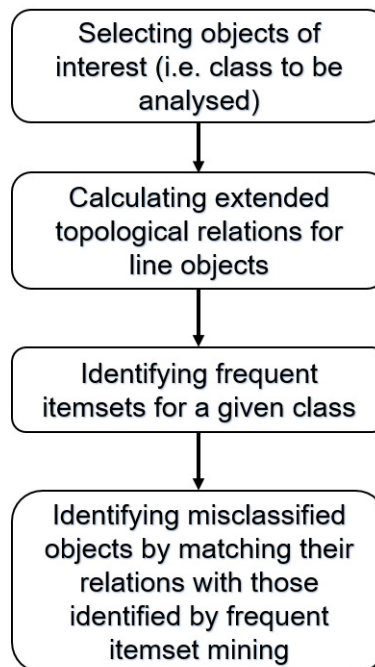 Selecting objects of
interest (i.e. class to be
analysed)
Calculating extended
topological relations for
line objects
Identifying frequent
itemsets for a given class
Identifying misclassified
objects by matching their
relations with those
identified by frequent
itemset mining